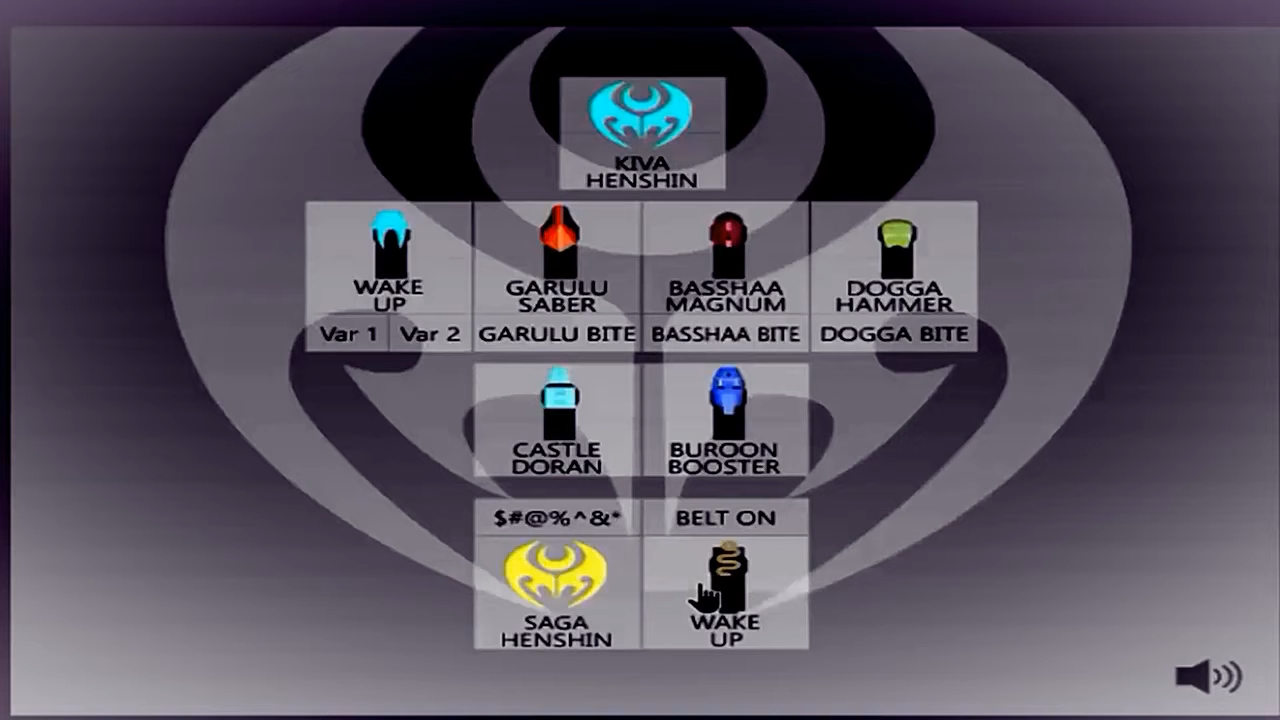 KIVA
HENSHIN
WAKE
UP
GARULU
SABER
BASSHAA
MAGNUM
DOGGA
HAMMER
Var 1
Var 2
GARULU BITE
BASSHAA BITE
DOGGA BITE
CASTLE
DORAN
BUROON
BOOSTER
$#@%^&*
BELT ON
SAGA
HENSHIN
WAKE
UP